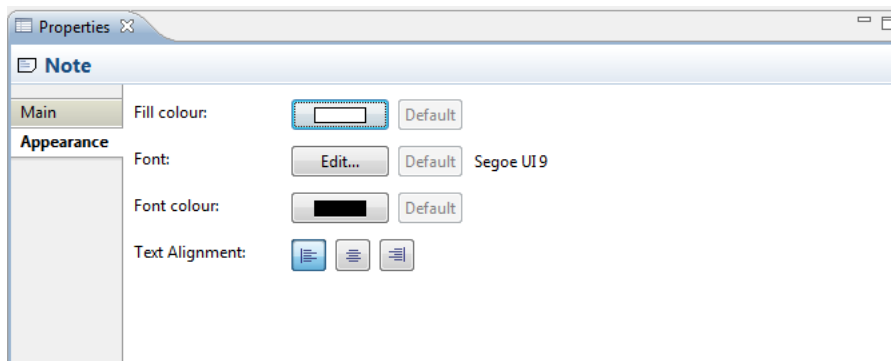 Properties
Note
Main
Appearance
Fill colour: Default
Font: Edit... Default Segoe UI 9
Font colour: Default
Text Alignment: